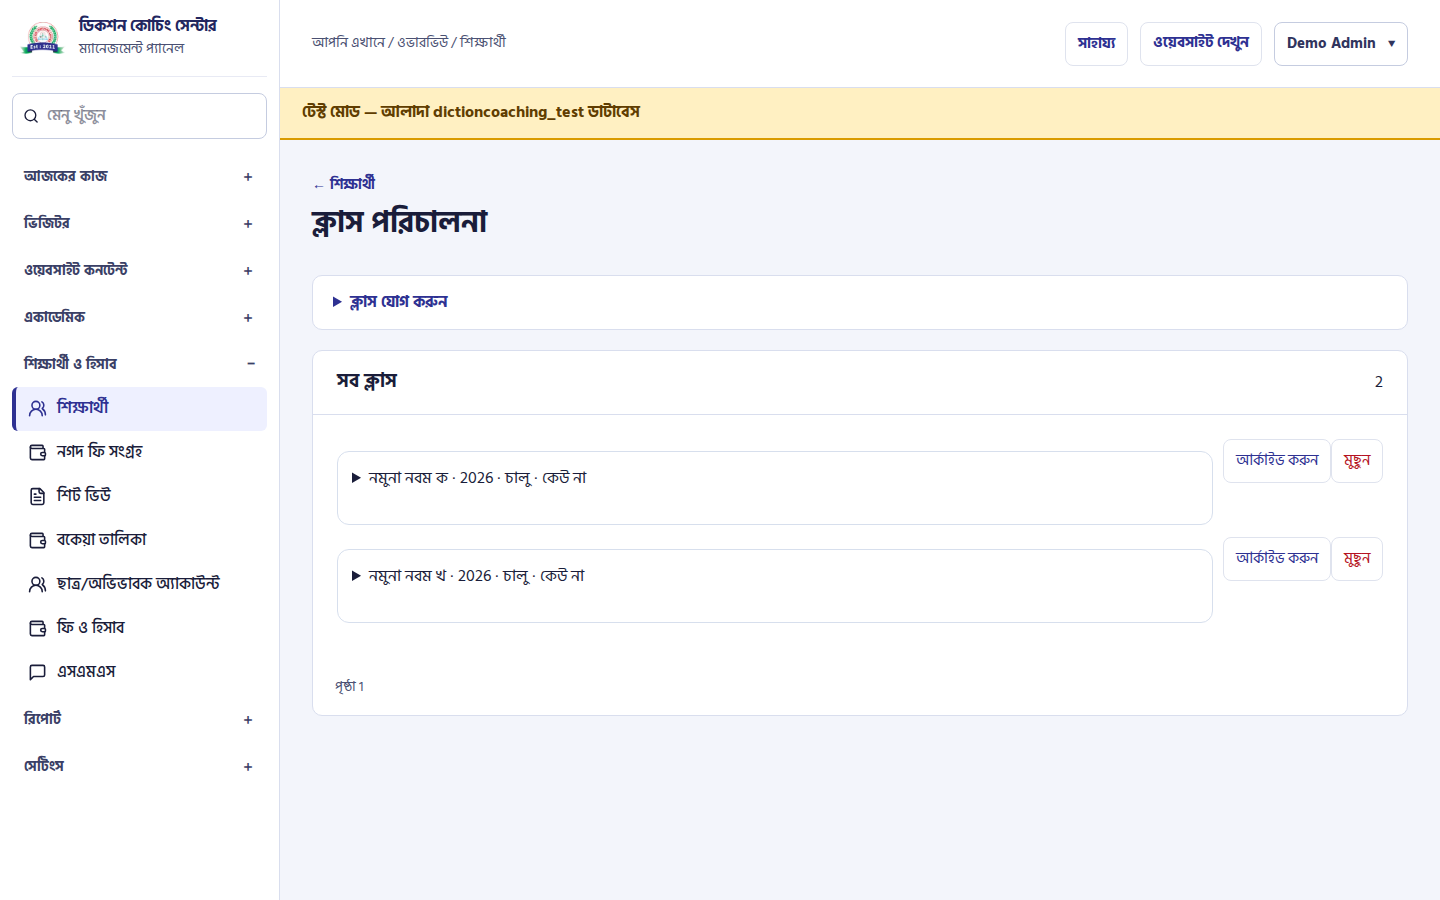 ডিকশন কোচিং সেন্টার
ম্যানেজমেন্ট প্যানেল
Est : 2011
মেনু খুঁজুন
আজকের কাজ +
ভিজিটর +
ওয়েবসাইট কনটেন্ট +
একাডেমিক +
শিক্ষার্থী ও হিসাব −
শিক্ষার্থী
নগদ ফি সংগ্রহ
শিট ভিউ
বকেয়া তালিকা
ছাত্র/অভিভাবক অ্যাকাউন্ট
ফি ও হিসাব
এসএমএস
রিপোর্ট +
সেটিংস +
আপনি এখানে / ওভারভিউ / শিক্ষার্থী
সাহায্য
ওয়েবসাইট দেখুন
Demo Admin ▾
টেস্ট মোড — আলাদা dictioncoaching_test ডাটাবেস
← শিক্ষার্থী
ক্লাস পরিচালনা
▶ ক্লাস যোগ করুন
সব ক্লাস 2
▶ নমুনা নবম ক · 2026 · চালু · কেউ না
আর্কাইভ করুন মুছুন
▶ নমুনা নবম খ · 2026 · চালু · কেউ না
আর্কাইভ করুন মুছুন
পৃষ্ঠা 1